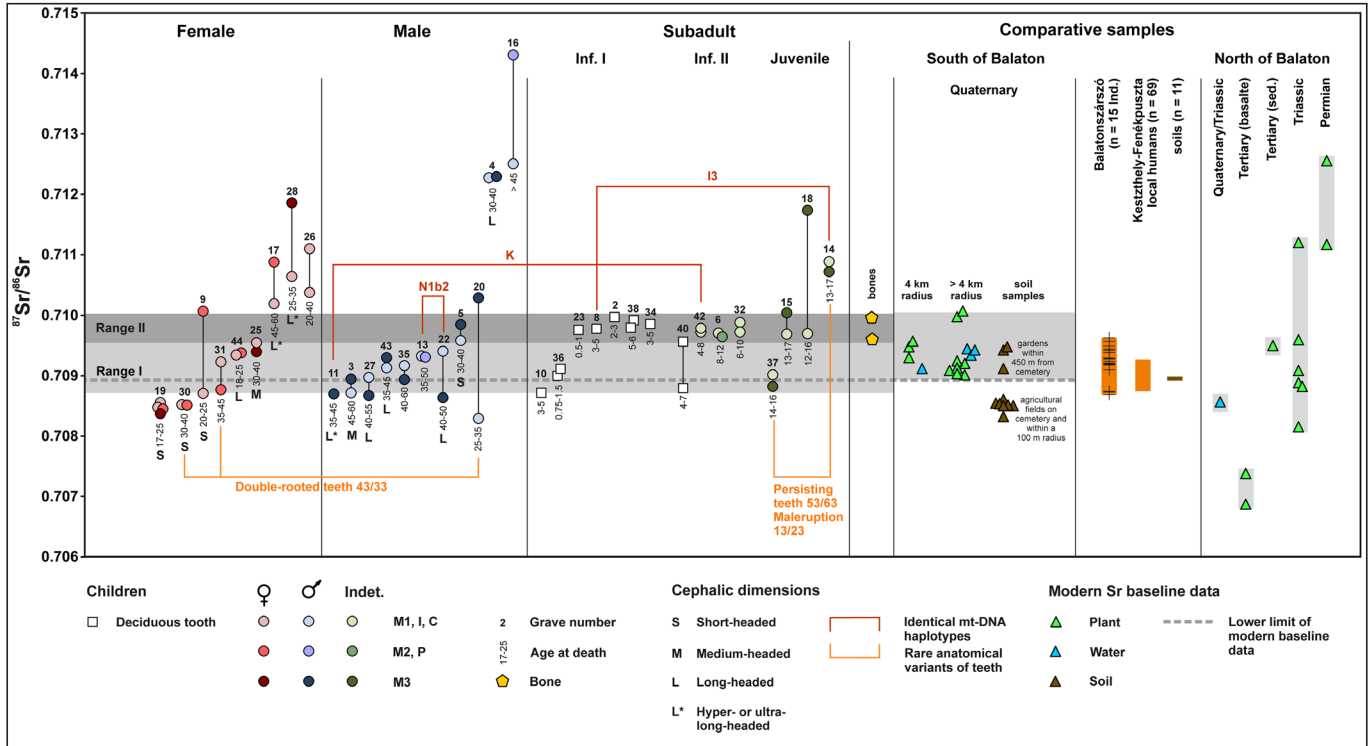 0.715
0.714
0.713
0.712
0.711
0.710
0.709
0.708
0.707
0.706
87Sr/86Sr
Female
Male
Subadult
Comparative samples
Inf. I
Inf. II
Juvenile
South of Balaton
North of Balaton
Quaternary
4 km
radius
> 4 km
radius
soil
samples
bones
Balatonszárszó
(n = 15 Ind.)
Kestzthely-Fenékpuszta
local humans (n = 69)
soils (n = 11)
Quaternary/Triassic
Tertiary (basalte)
Tertiary (sed.)
Triassic
Permian
gardens
within
450 m from
cemetery
agricultural
fields on
cemetery and
within a
100 m radius
Range II
Range I
19
17-25
S
30
30-40
S
9
20-25
S
31
35-45
44
18-25
L
25
30-40
M
17
45-60
L*
28
25-35
L*
26
20-40
11
35-45
L*
3
45-60
M
27
40-55
L
43
35-45
L
35
40-60
13
35-50
22
40-50
L
5
30-40
S
20
25-35
4
30-40
L
16
> 45
10
3-5
36
0.75-1.5
23
0.5-1
8
3-5
2
2-3
38
5-6
34
3-5
40
4-7
42
4-8
6
8-12
32
6-10
37
14-16
15
13-17
18
12-16
14
13-17
K
N1b2
I3
Double-rooted teeth 43/33
Persisting
teeth 53/63
Maleruption
13/23
Children
Deciduous tooth
♀
♂
Indet.
M1, I, C
M2, P
M3
2
Grave number
17-25
Age at death
Bone
Cephalic dimensions
S Short-headed
M Medium-headed
L Long-headed
L* Hyper- or ultra-
long-headed
Identical mt-DNA
haplotypes
Rare anatomical
variants of teeth
Modern Sr baseline data
Plant
Water
Soil
Lower limit of
modern baseline
data